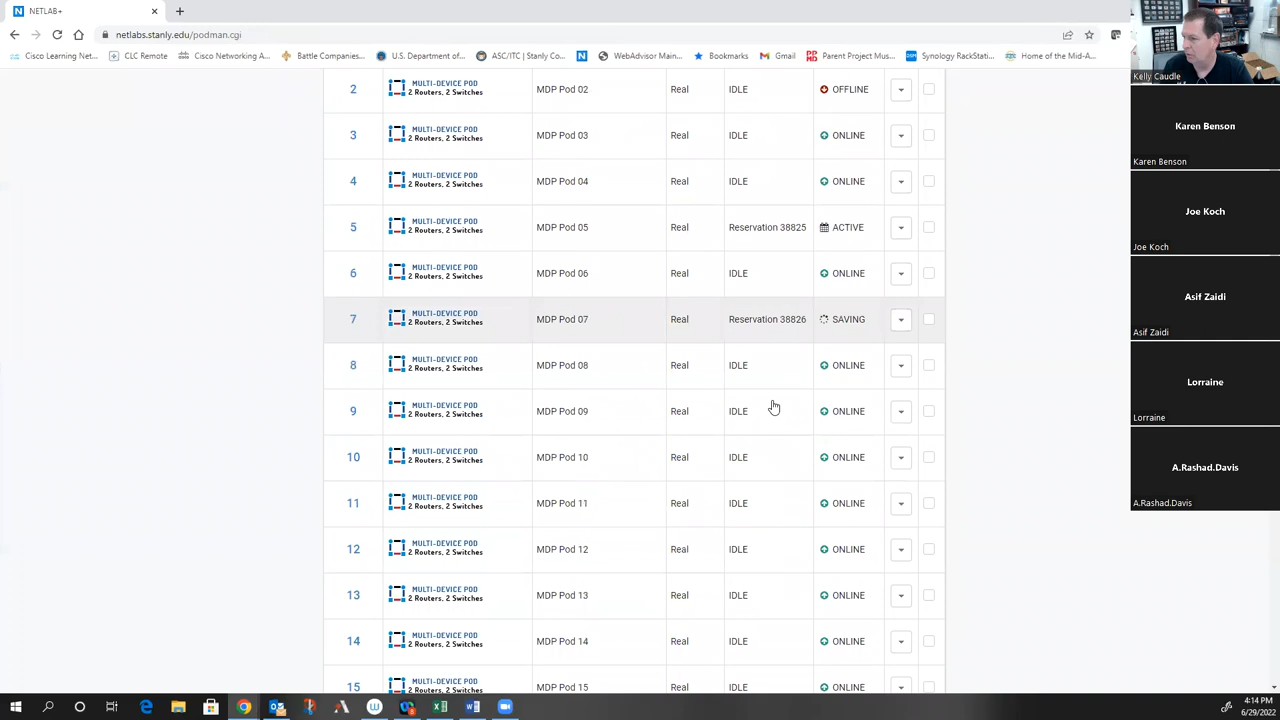 NETLAB+
netlabs.stanly.edu/podman.cgi
Cisco Learning Net...
CLC Remote
Cisco Networking A...
Battle Companies...
U.S. Department of...
ASC/ITC | Stanly Co...
WebAdvisor Main...
Bookmarks
Gmail
Parent Project Mus...
Synology RackStati...
Home of the Mid-A...
2 MULTI-DEVICE POD MDP Pod 02 Real IDLE OFFLINE
2 Routers, 2 Switches
3 MULTI-DEVICE POD MDP Pod 03 Real IDLE ONLINE
2 Routers, 2 Switches
4 MULTI-DEVICE POD MDP Pod 04 Real IDLE ONLINE
2 Routers, 2 Switches
5 MULTI-DEVICE POD MDP Pod 05 Real Reservation 38825 ACTIVE
2 Routers, 2 Switches
6 MULTI-DEVICE POD MDP Pod 06 Real IDLE ONLINE
2 Routers, 2 Switches
7 MULTI-DEVICE POD MDP Pod 07 Real Reservation 38826 SAVING
2 Routers, 2 Switches
8 MULTI-DEVICE POD MDP Pod 08 Real IDLE ONLINE
2 Routers, 2 Switches
9 MULTI-DEVICE POD MDP Pod 09 Real IDLE ONLINE
2 Routers, 2 Switches
10 MULTI-DEVICE POD MDP Pod 10 Real IDLE ONLINE
2 Routers, 2 Switches
11 MULTI-DEVICE POD MDP Pod 11 Real IDLE ONLINE
2 Routers, 2 Switches
12 MULTI-DEVICE POD MDP Pod 12 Real IDLE ONLINE
2 Routers, 2 Switches
13 MULTI-DEVICE POD MDP Pod 13 Real IDLE ONLINE
2 Routers, 2 Switches
14 MULTI-DEVICE POD MDP Pod 14 Real IDLE ONLINE
2 Routers, 2 Switches
15 MULTI-DEVICE POD MDP Pod 15 Real IDLE ONLINE
2 Routers, 2 Switches
Kelly Caudle
Karen Benson
Karen Benson
Joe Koch
Joe Koch
Asif Zaidi
Asif Zaidi
Lorraine
Lorraine
A.Rashad.Davis
A.Rashad.Davis
4:14 PM
6/29/2022